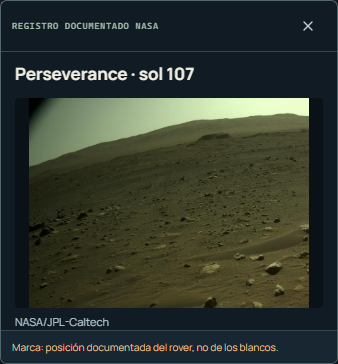 REGISTRO DOCUMENTADO NASA
Perseverance · sol 107
NASA/JPL-Caltech
Marca: posición documentada del rover, no de los blancos.